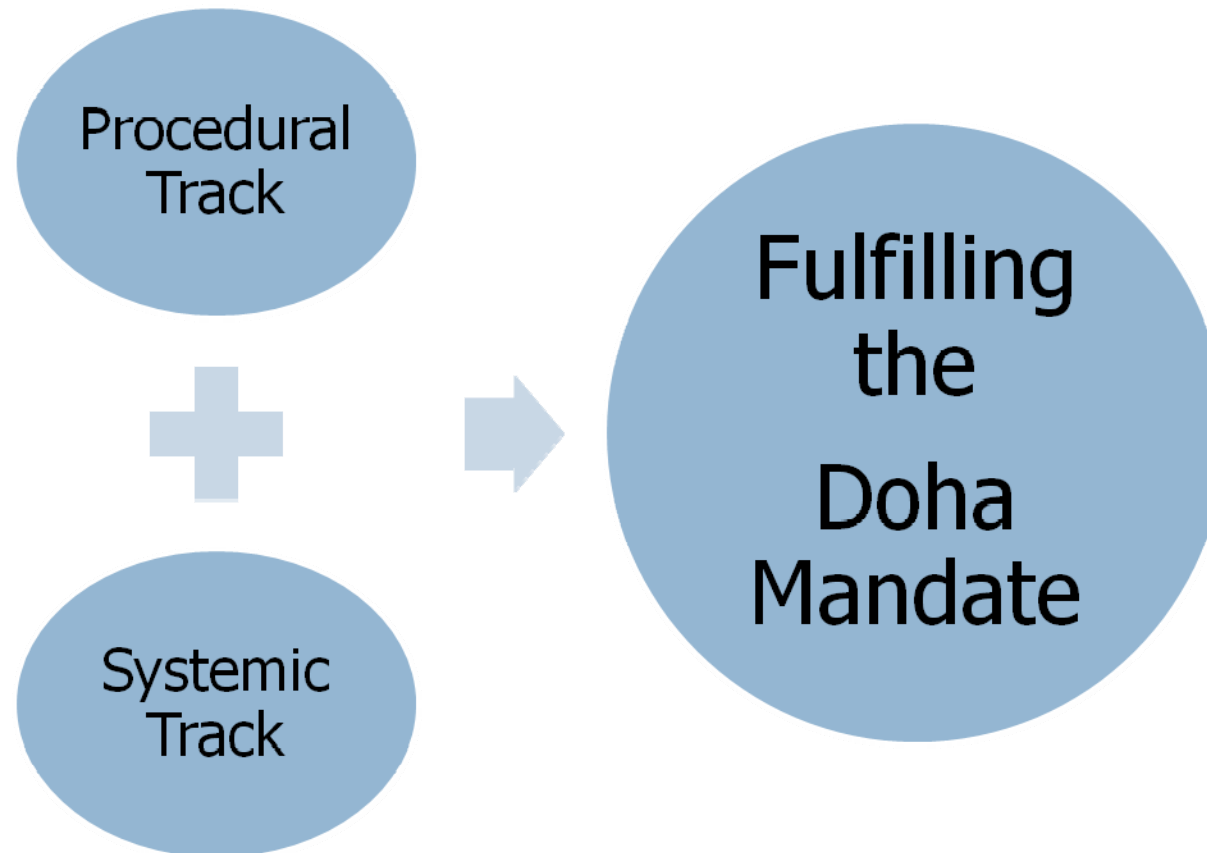 Procedural
Track
Systemic
Track
Fulfilling
the
Doha
Mandate